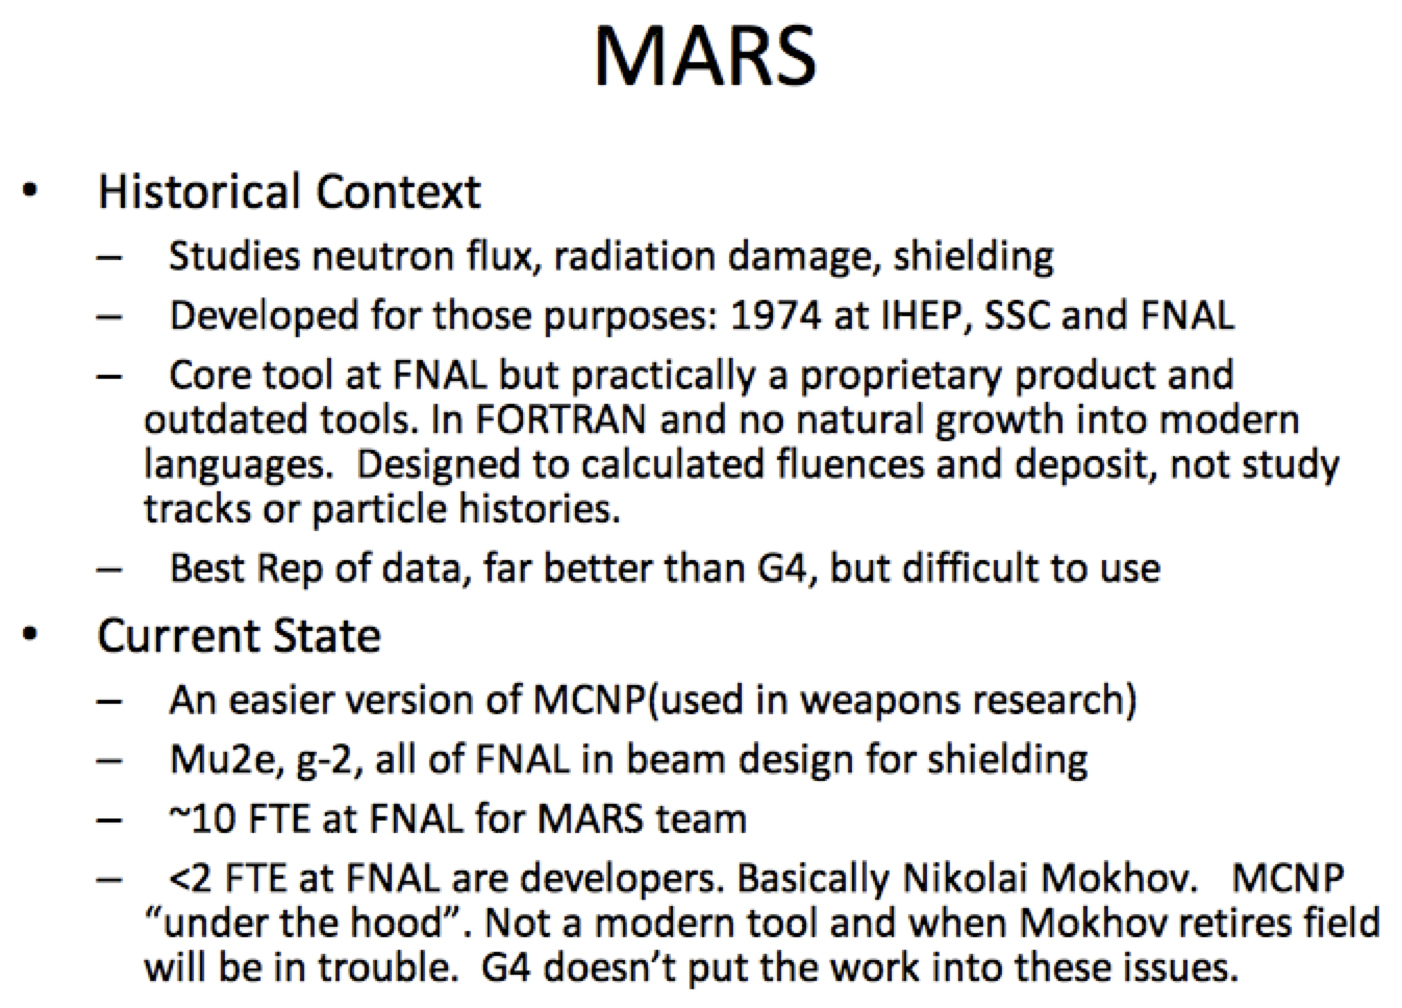 MARS
• Historical Context
– Studies neutron flux, radiation damage, shielding
– Developed for those purposes: 1974 at IHEP, SSC and FNAL
– Core tool at FNAL but practically a proprietary product and
outdated tools. In FORTRAN and no natural growth into modern
languages.  Designed to calculated fluences and deposit, not study
tracks or particle histories.
– Best Rep of data, far better than G4, but difficult to use
• Current State
– An easier version of MCNP(used in weapons research)
– Mu2e, g-2, all of FNAL in beam design for shielding
– ~10 FTE at FNAL for MARS team
– <2 FTE at FNAL are developers. Basically Nikolai Mokhov.   MCNP
“under the hood”. Not a modern tool and when Mokhov retires field
will be in trouble.  G4 doesn’t put the work into these issues.